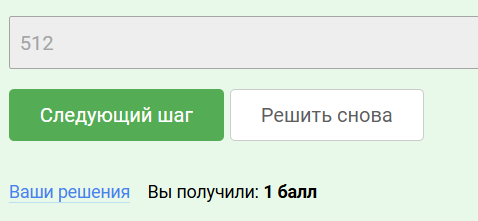 512
Следующий шаг Решить снова
Ваши решения Вы получили: 1 балл